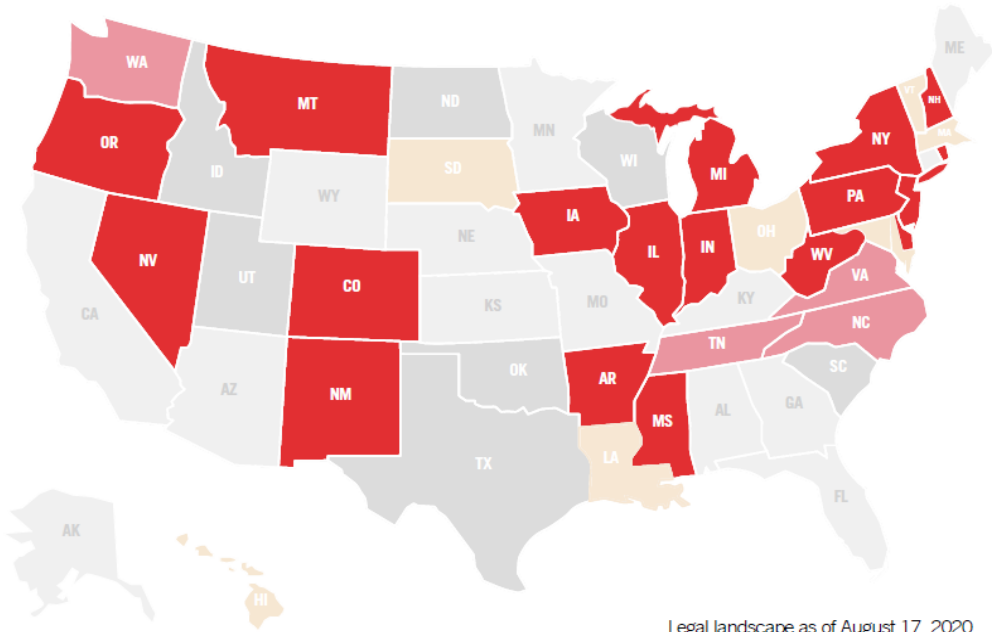 ME
WA
VT
NH
MT
ND
MN
NY
MA
OR
WI
ID
SD
MI
WY
PA
IA
NE
OH
NV
IL
IN
WV
UT
CO
VA
CA
KS
MO
KY
NC
TN
OK
SC
AZ
NM
AR
MS
AL
GA
TX
LA
FL
AK
HI
Legal landscape as of August 17, 2020